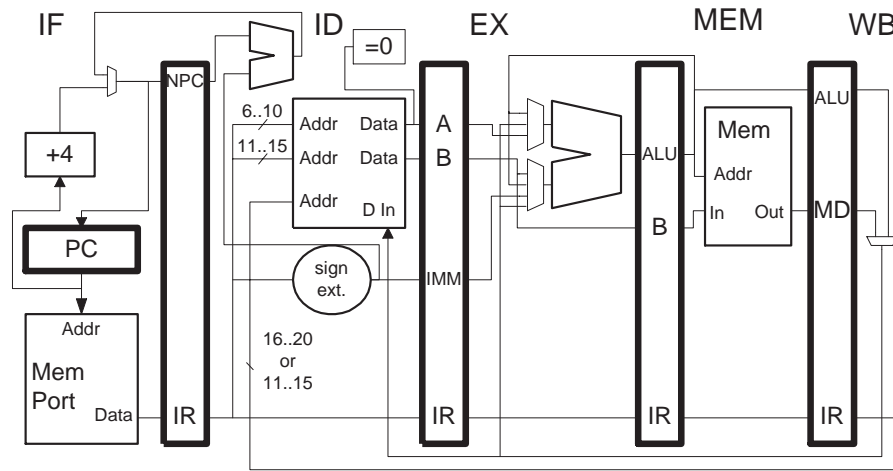 IF
ID
EX
MEM
WB
=0
NPC
+4
PC
Addr
Mem
Port
Data
IR
6..10
11..15
Addr
Data
Addr
Data
Addr
D In
sign
ext.
16..20
or
11..15
A
B
IMM
IR
ALU
B
IR
Mem
Addr
In
Out
ALU
MD
IR